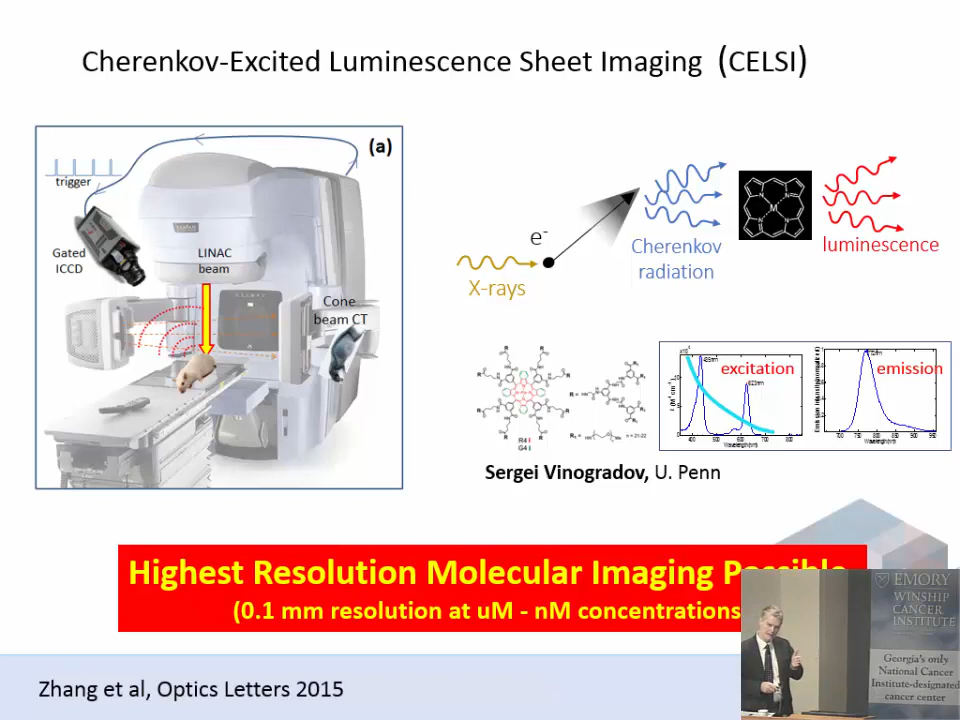 Cherenkov-Excited Luminescence Sheet Imaging (CELSI)
(a)
trigger
Gated
ICCD
LINAC
beam
Cone
beam CT
e-
X-rays
Cherenkov
radiation
M
N
N
N
N
luminescence
R4
G4
excitation
emission
Sergei Vinogradov, U. Penn
Highest Resolution Molecular Imaging Possible
(0.1 mm resolution at uM - nM concentrations
Zhang et al, Optics Letters 2015
EMORY
WINSHIP
CANCER
INSTITUTE
Georgia's only
National Cancer
Institute-designated
cancer center